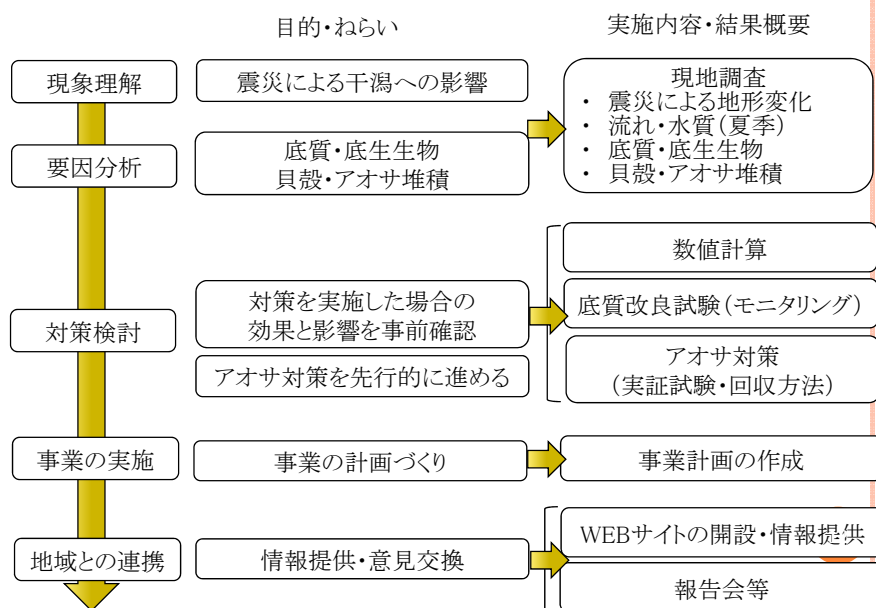 目的・ねらい
実施内容・結果概要
現象理解
震災による干潟への影響
現地調査
・ 震災による地形変化
・ 流れ・水質(夏季)
・ 底質・底生生物
・ 貝殻・アオサ堆積
要因分析
底質・底生生物
貝殻・アオサ堆積
数値計算
対策検討
対策を実施した場合の
効果と影響を事前確認
底質改良試験(モニタリング)
アオサ対策を先行的に進める
アオサ対策
(実証試験・回収方法)
事業の実施
事業の計画づくり
事業計画の作成
地域との連携
情報提供・意見交換
WEBサイトの開設・情報提供
報告会等